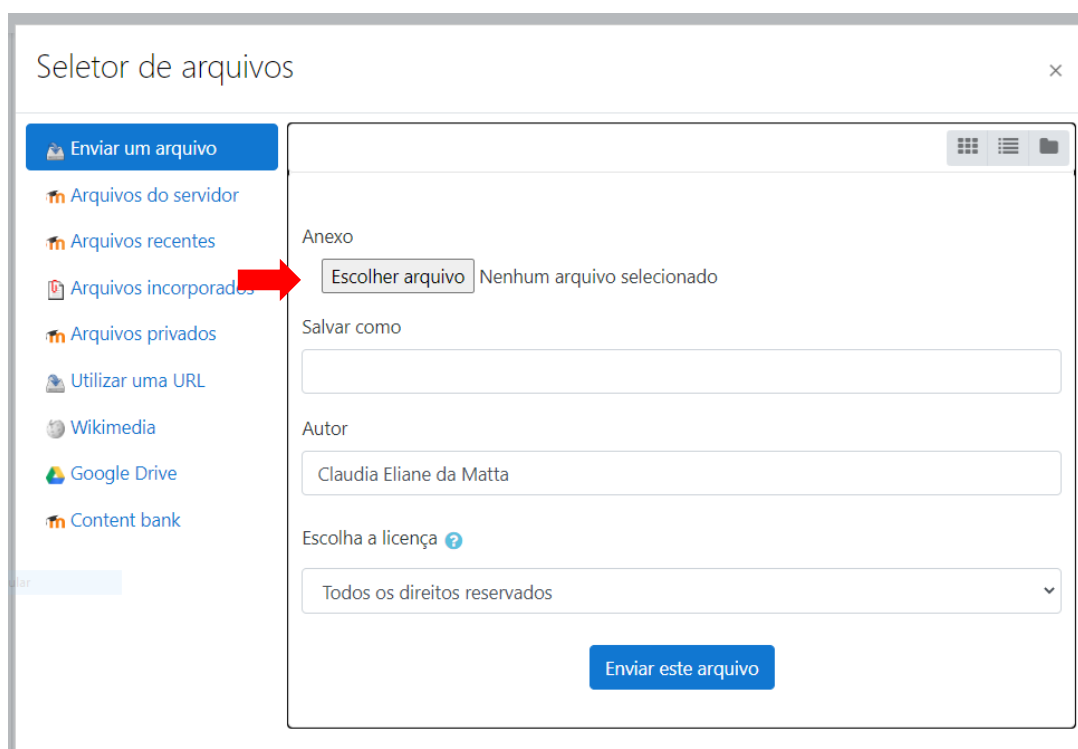 Seletor de arquivos
×
Enviar um arquivo
Arquivos do servidor
Arquivos recentes
Arquivos incorporados
Arquivos privados
Utilizar uma URL
Wikimedia
Google Drive
Content bank
Anexo
Escolher arquivo Nenhum arquivo selecionado
Salvar como
Autor
Claudia Eliane da Matta
Escolha a licença ?
Todos os direitos reservados
Enviar este arquivo
ular